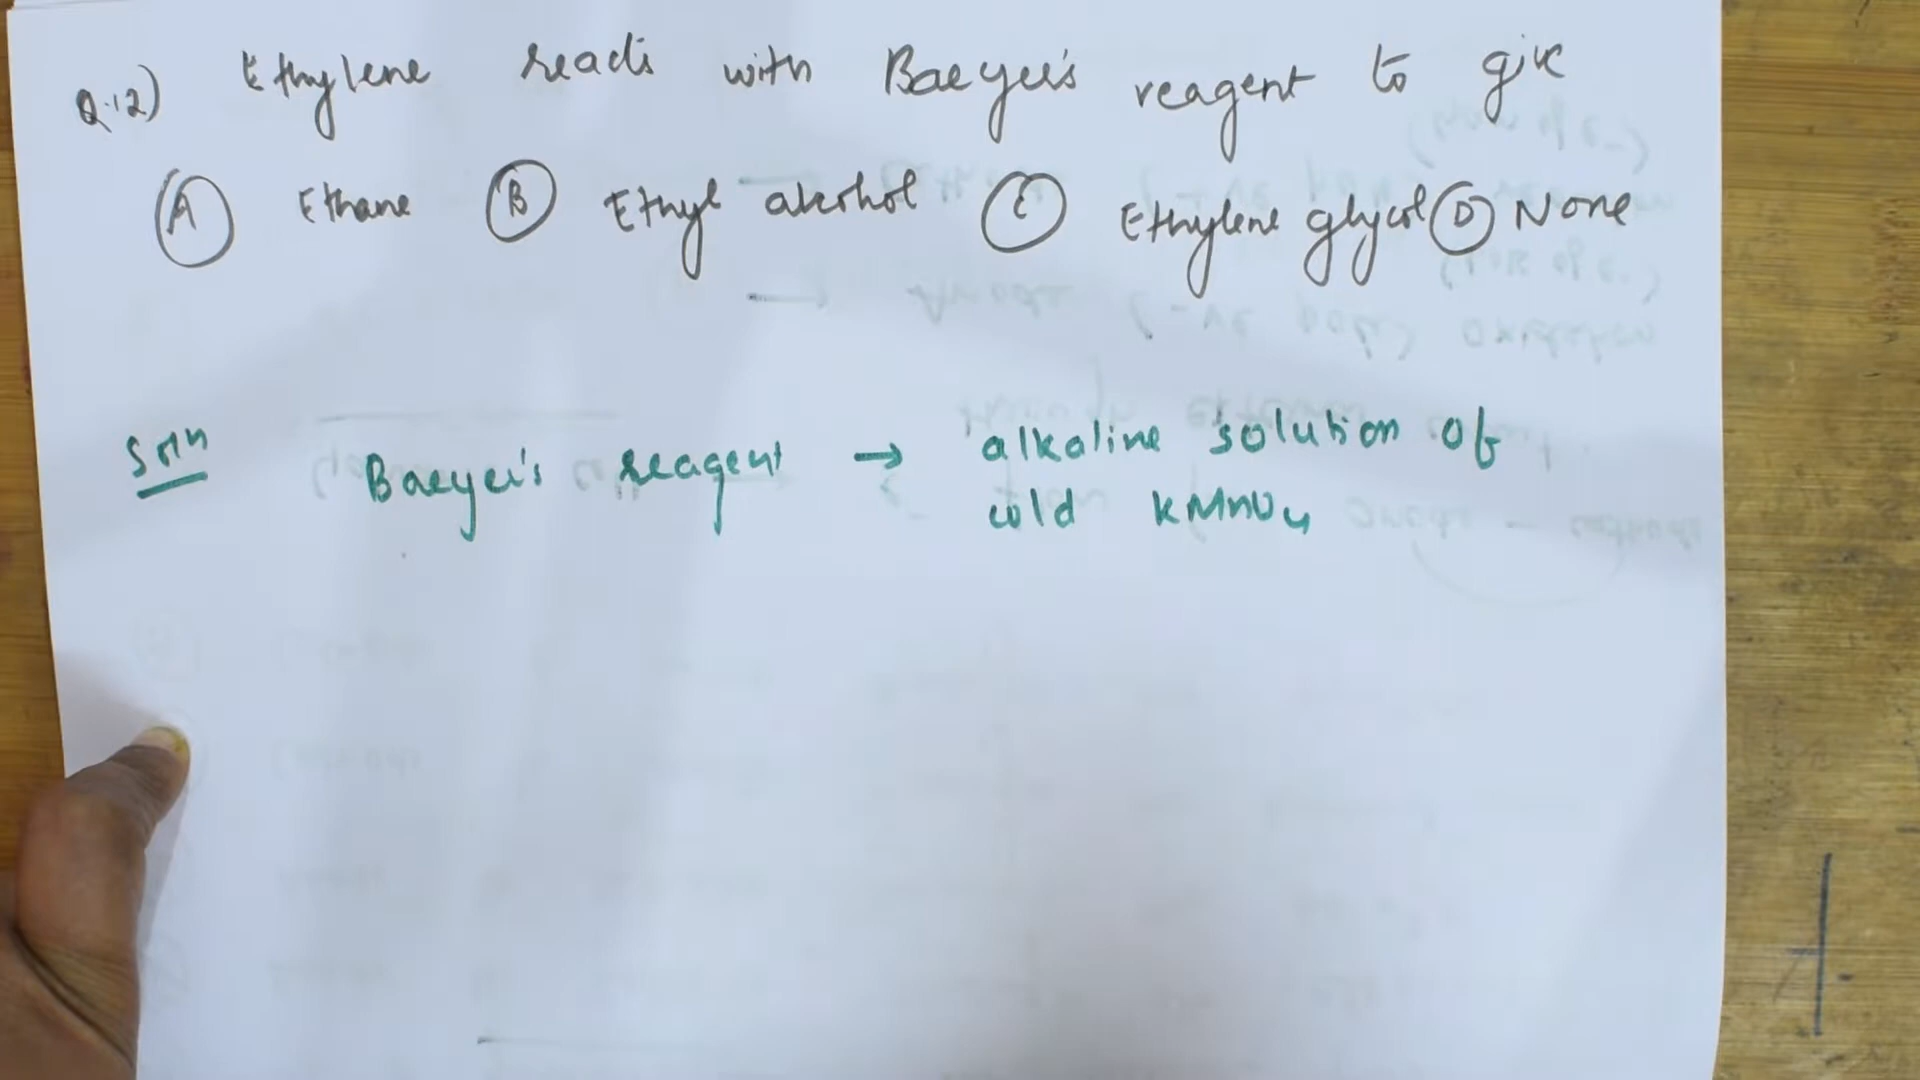 Q.12) Ethylene reacts with Baeyer's reagent to give
A Ethane B Ethyl alcohol C Ethylene glycol D None
Soln Baeyer's reagent → alkaline solution of
cold KMnO4